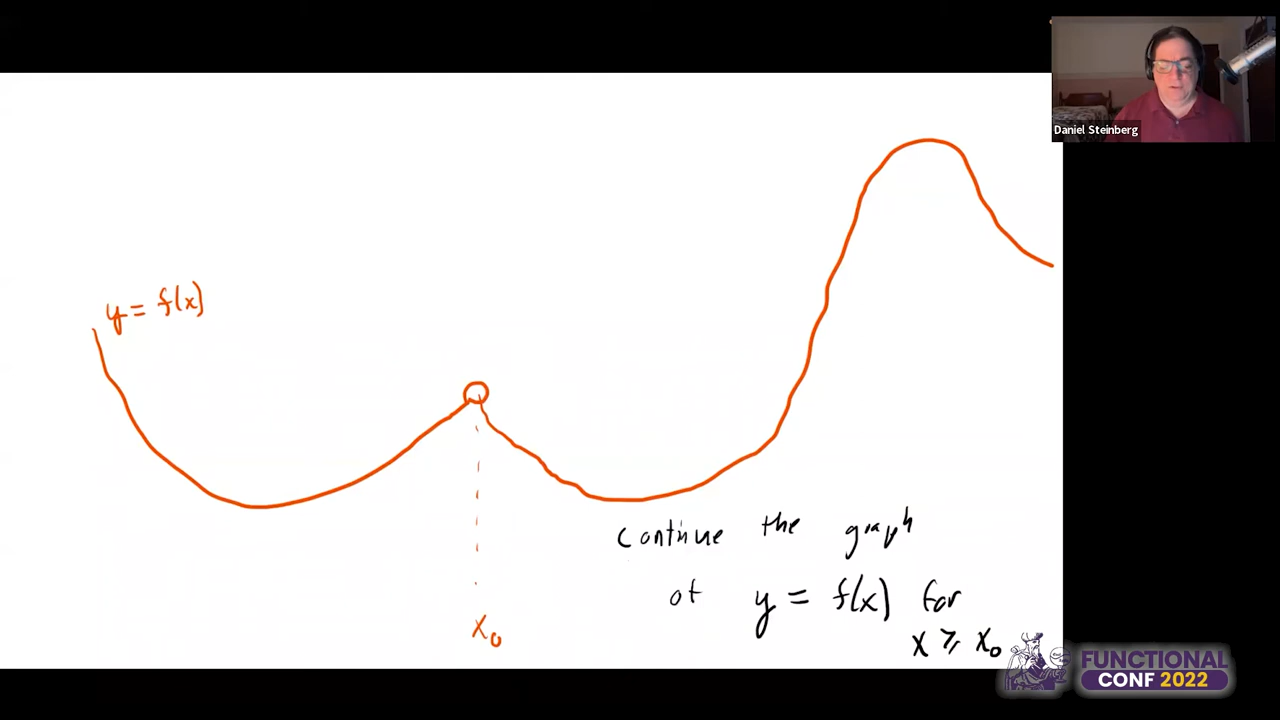 Daniel Steinberg
y = f(x)
x₀
continue the graph
of y = f(x) for
x ≥ x₀
FUNCTIONAL
CONF 2022